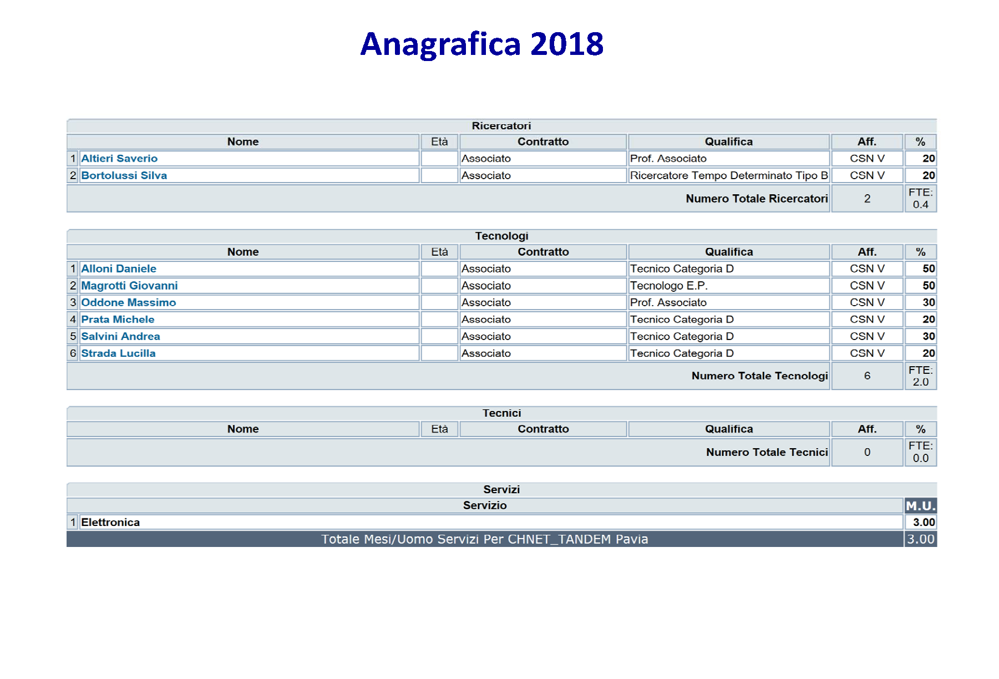 Anagrafica 2018
Ricercatori
Nome Età Contratto Qualifica Aff. %
1 Altieri Saverio Associato Prof. Associato CSN V 20
2 Bortolussi Silva Associato Ricercatore Tempo Determinato Tipo B CSN V 20
Numero Totale Ricercatori 2 FTE: 0.4
Tecnologi
Nome Età Contratto Qualifica Aff. %
1 Alloni Daniele Associato Tecnico Categoria D CSN V 50
2 Magrotti Giovanni Associato Tecnologo E.P. CSN V 50
3 Oddone Massimo Associato Prof. Associato CSN V 30
4 Prata Michele Associato Tecnico Categoria D CSN V 20
5 Salvini Andrea Associato Tecnico Categoria D CSN V 30
6 Strada Lucilla Associato Tecnico Categoria D CSN V 20
Numero Totale Tecnologi 6 FTE: 2.0
Tecnici
Nome Età Contratto Qualifica Aff. %
Numero Totale Tecnici 0 FTE: 0.0
Servizi
Servizio M.U.
1 Elettronica 3.00
Totale Mesi/Uomo Servizi Per CHNET_TANDEM Pavia 3.00